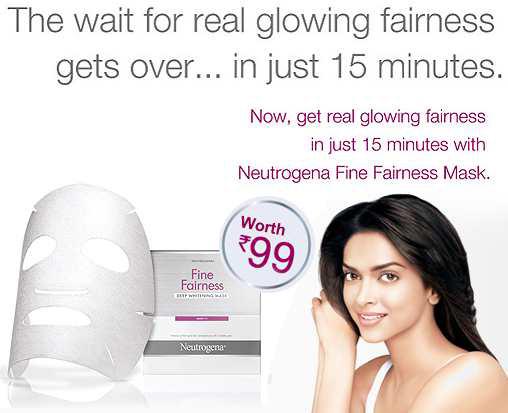 The wait for real glowing fairness
gets over... in just 15 minutes.
Now, get real glowing fairness
in just 15 minutes with
Neutrogena Fine Fairness Mask.
Worth
₹99
Fine
Fairness
DEEP WHITENING MASK
Neutrogena®